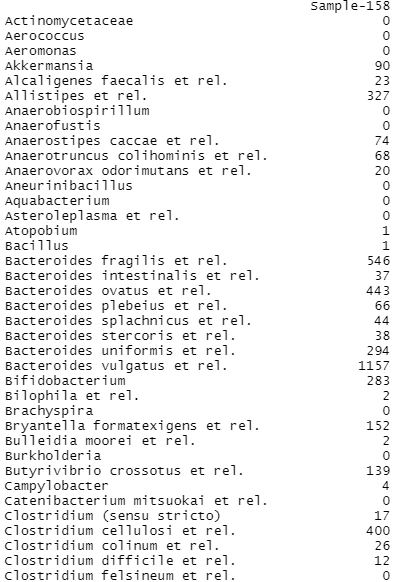 Sample-158
Actinomycetaceae 0
Aerococcus 0
Aeromonas 0
Akkermansia 90
Alcaligenes faecalis et rel. 23
Allistipes et rel. 327
Anaerobiospirillum 0
Anaerofustis 0
Anaerostipes caccae et rel. 74
Anaerotruncus colihominis et rel. 68
Anaerovorax odorimutans et rel. 20
Aneurinibacillus 0
Aquabacterium 0
Asteroleplasma et rel. 0
Atopobium 1
Bacillus 1
Bacteroides fragilis et rel. 546
Bacteroides intestinalis et rel. 37
Bacteroides ovatus et rel. 443
Bacteroides plebeius et rel. 66
Bacteroides splachnicus et rel. 44
Bacteroides stercoris et rel. 38
Bacteroides uniformis et rel. 294
Bacteroides vulgatus et rel. 1157
Bifidobacterium 283
Bilophila et rel. 2
Brachyspira 0
Bryantella formatexigens et rel. 152
Bulleidia moorei et rel. 2
Burkholderia 0
Butyrivibrio crossotus et rel. 139
Campylobacter 4
Catenibacterium mitsuokai et rel. 0
Clostridium (sensu stricto) 17
Clostridium cellulosi et rel. 400
Clostridium colinum et rel. 26
Clostridium difficile et rel. 12
Clostridium felsineum et rel. 0